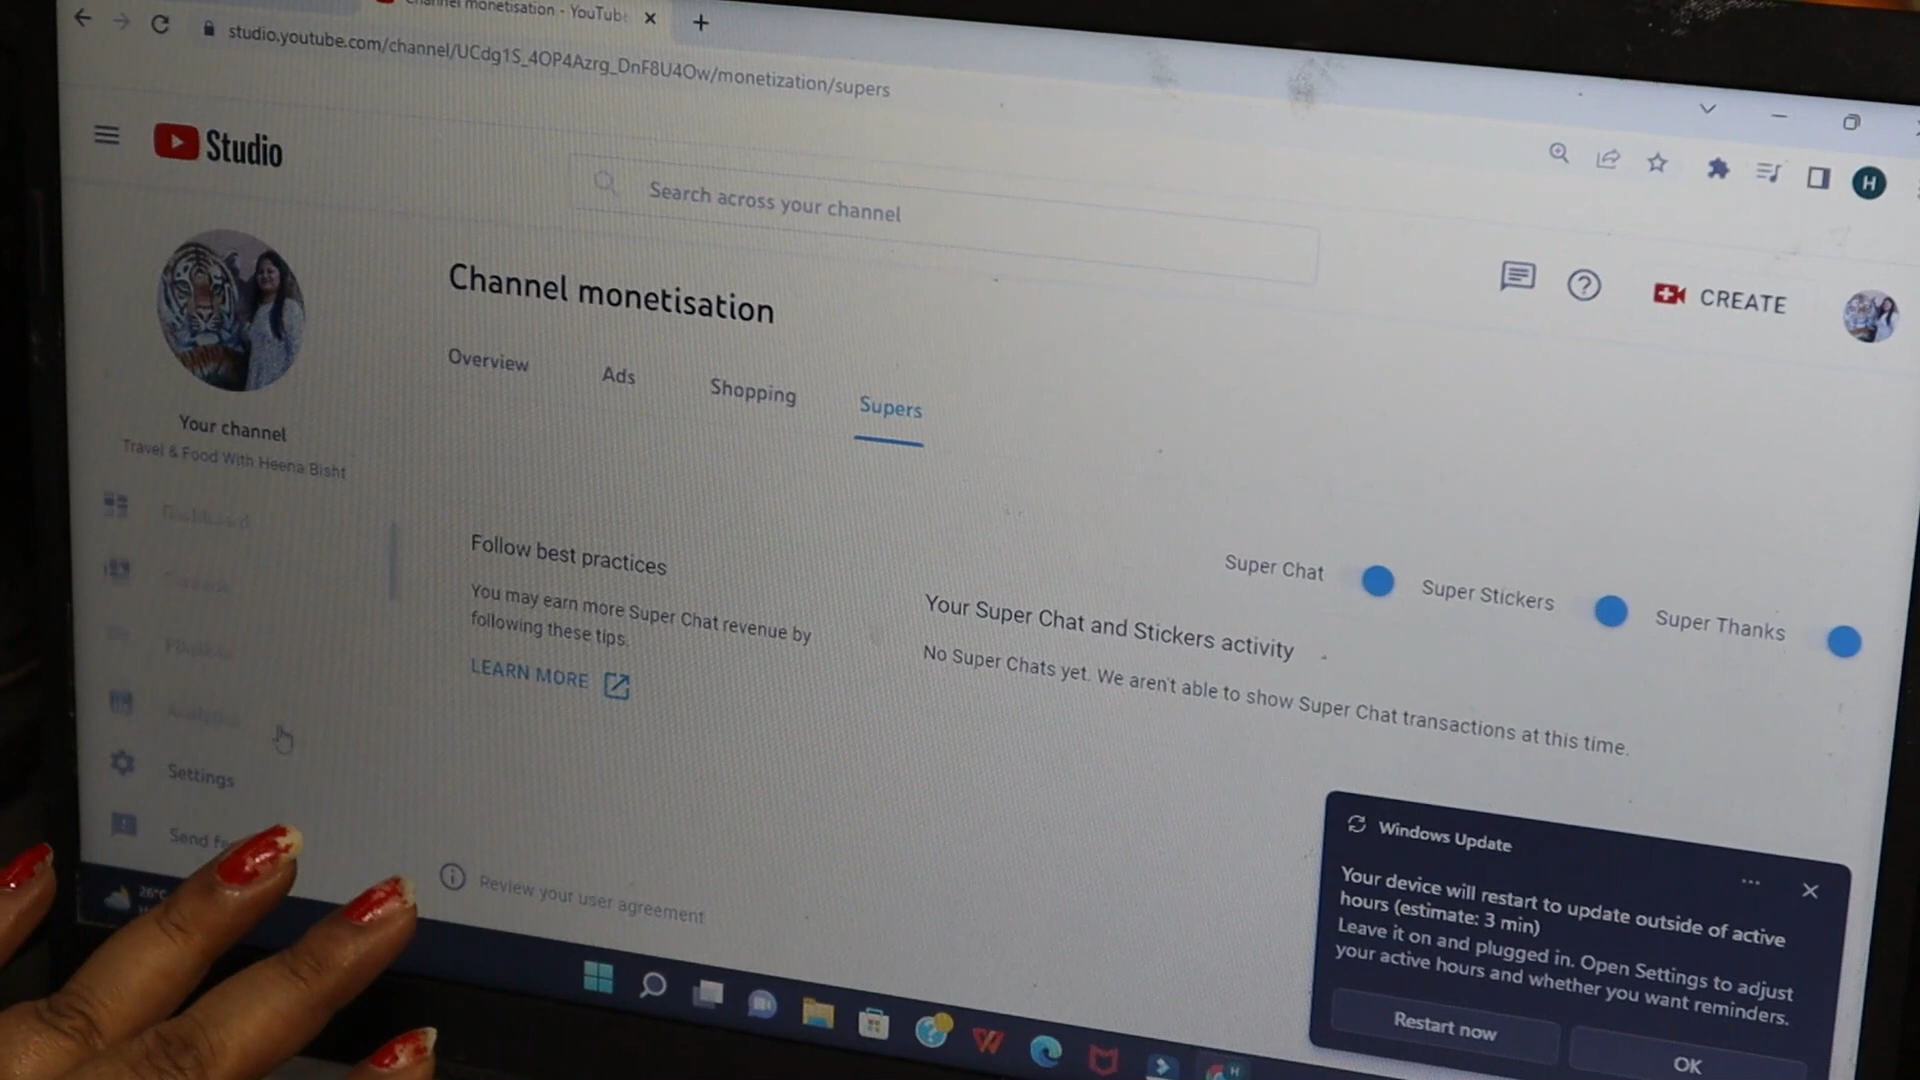 Channel monetisation - YouTube
studio.youtube.com/channel/UCdg1S_4OP4Azrg_DnF8U4Ow/monetization/supers
H
Studio
Search across your channel
CREATE
Channel monetisation
Overview
Ads
Shopping
Supers
Your channel
Travel & Food With Heena Bisht
Dashboard
Analytics
Settings
Send
Follow best practices
You may earn more Super Chat revenue by
following these tips.
LEARN MORE
Super Chat
Super Stickers
Super Thanks
Your Super Chat and Stickers activity
No Super Chats yet. We aren't able to show Super Chat transactions at this time.
Review your user agreement
Windows Update
Your device will restart to update outside of active
hours (estimate: 3 min)
Leave it on and plugged in. Open Settings to adjust
your active hours and whether you want reminders.
Restart now
OK
26°C